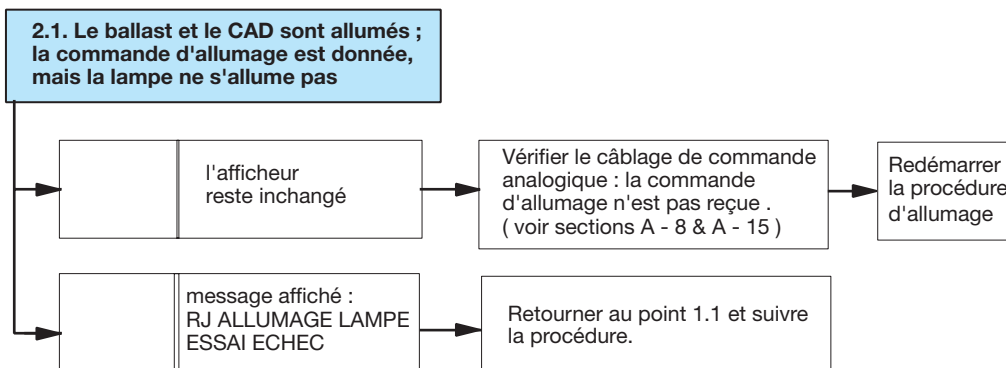 2.1. Le ballast et le CAD sont allumés ;
la commande d'allumage est donnée,
mais la lampe ne s'allume pas
l'afficheur
reste inchangé
Vérifier le câblage de commande
analogique : la commande
d'allumage n'est pas reçue .
( voir sections A - 8 & A - 15 )
Redémarrer
la procédure
d'allumage
message affiché :
RJ ALLUMAGE LAMPE
ESSAI ECHEC
Retourner au point 1.1 et suivre
la procédure.